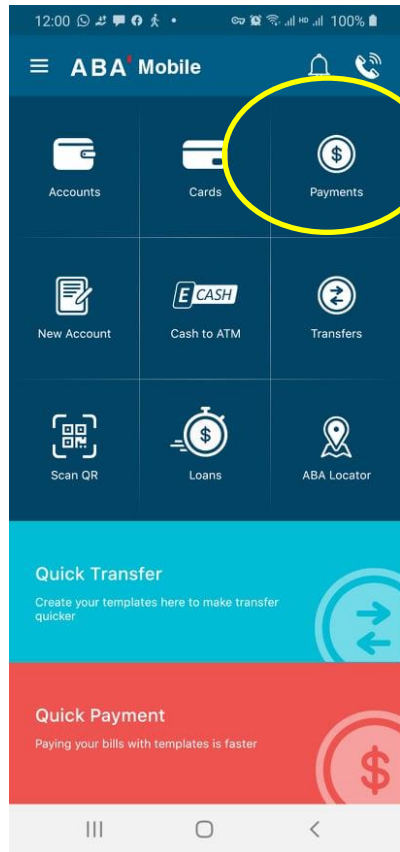 12:00 100%
ABA' Mobile
Accounts Cards Payments
E CASH
New Account Cash to ATM Transfers
Scan QR Loans ABA Locator
Quick Transfer
Create your templates here to make transfer
quicker
Quick Payment
Paying your bills with templates is faster